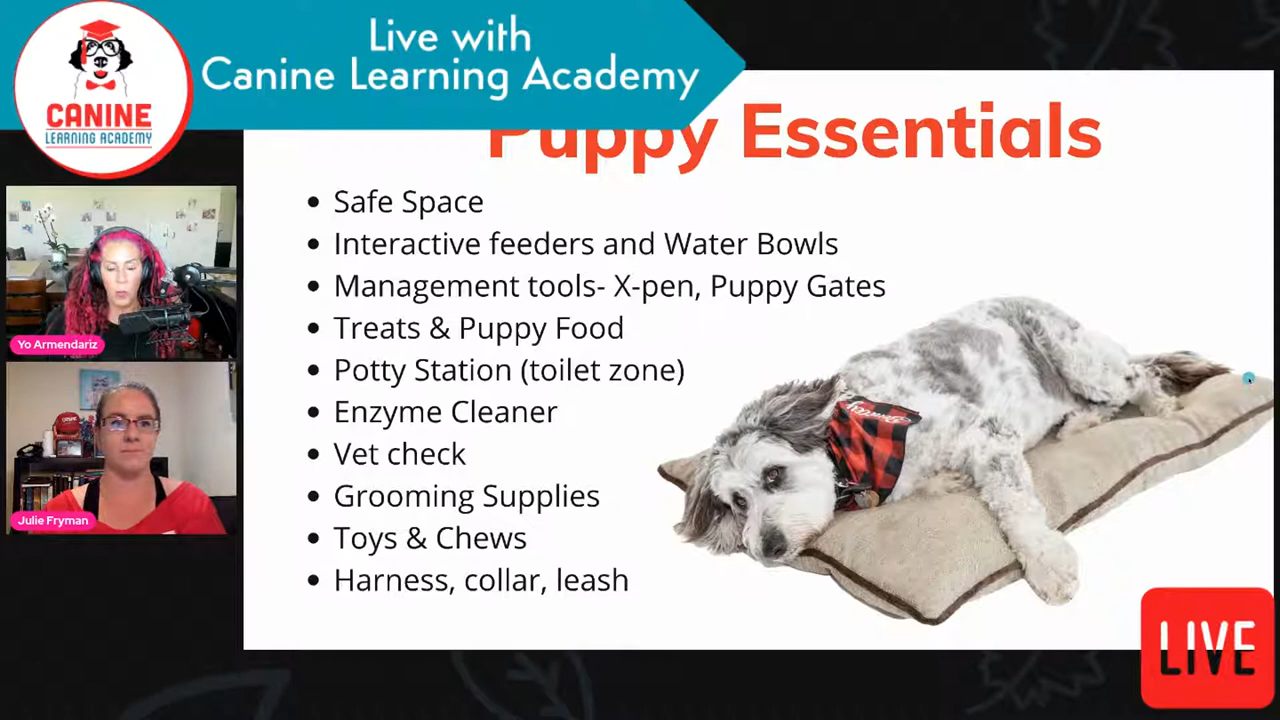 Live with
Canine Learning Academy
CANINE
LEARNING ACADEMY
Puppy Essentials
• Safe Space
• Interactive feeders and Water Bowls
• Management tools- X-pen, Puppy Gates
• Treats & Puppy Food
• Potty Station (toilet zone)
• Enzyme Cleaner
• Vet check
• Grooming Supplies
• Toys & Chews
• Harness, collar, leash
Yo Armendariz
Julie Fryman
LIVE